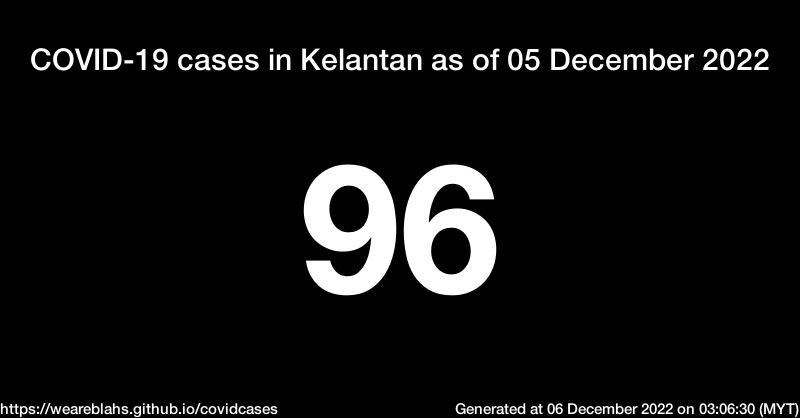 COVID-19 cases in Kelantan as of 05 December 2022
96
https://weareblahs.github.io/covidcases
Generated at 06 December 2022 on 03:06:30 (MYT)